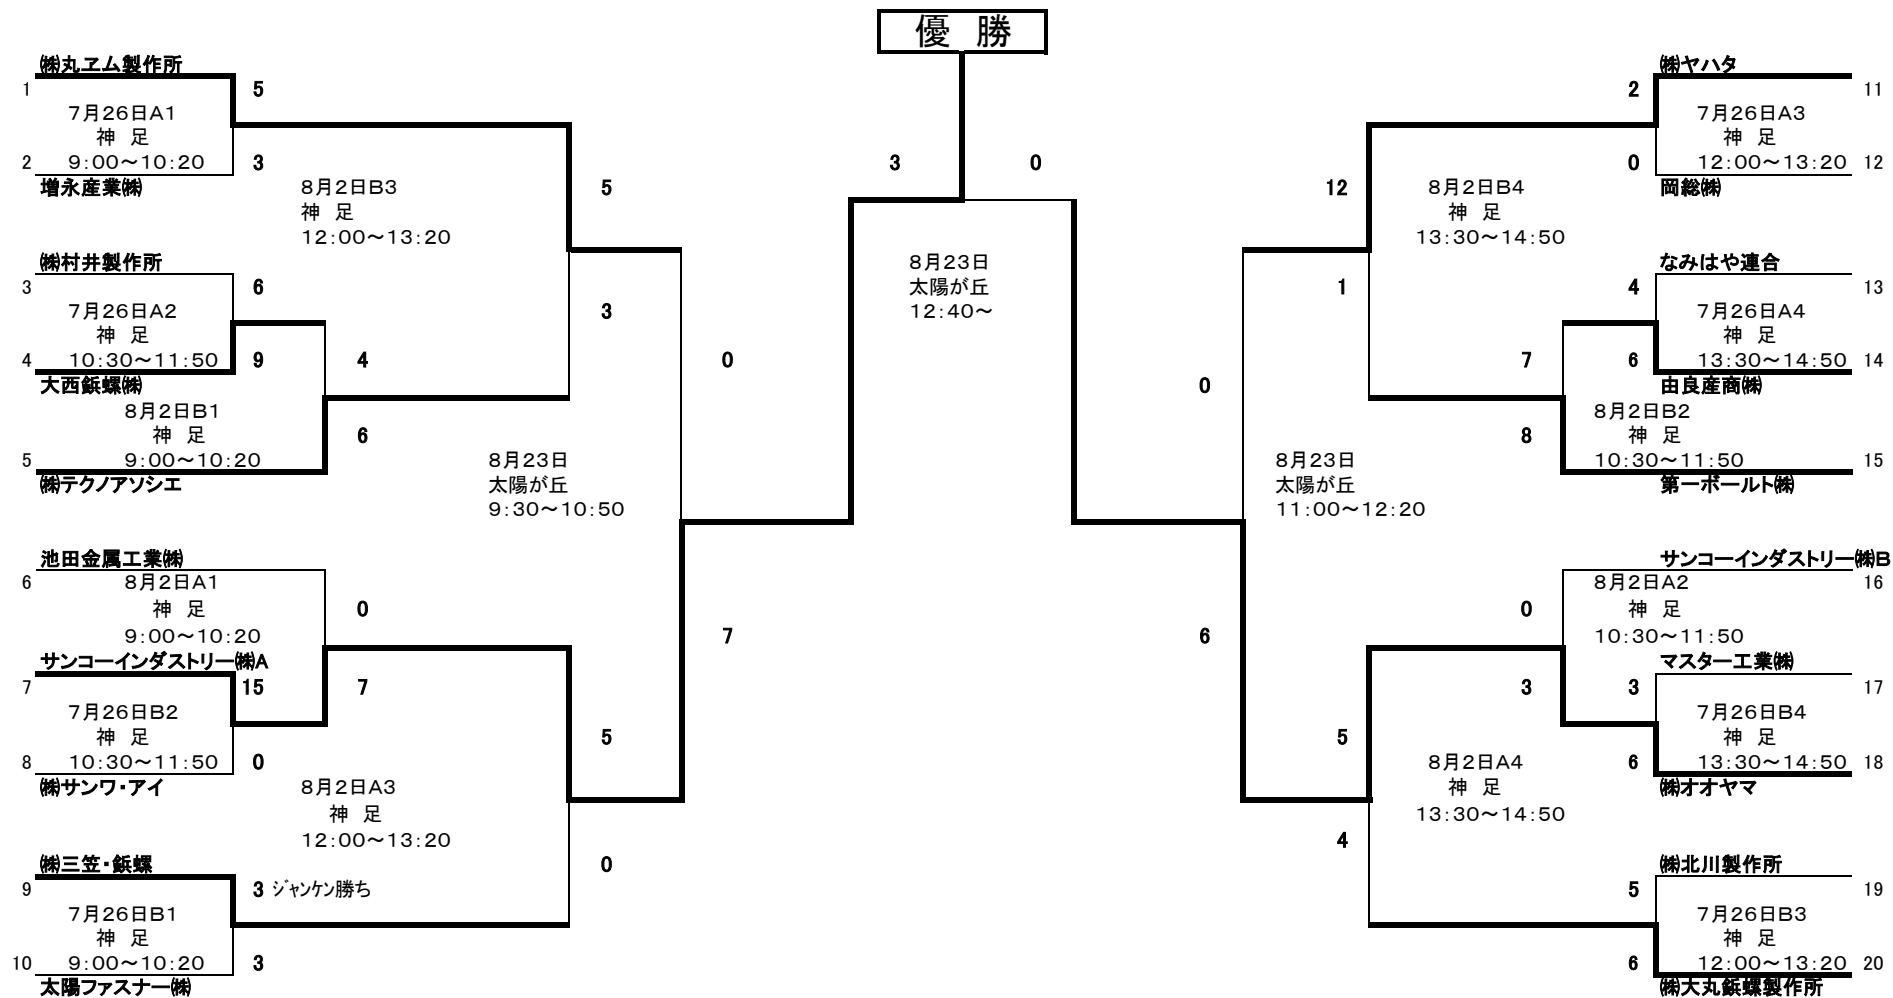 優 勝
㈱丸ヱム製作所
1
5
7月26日A1
神 足
9:00～10:20
2
3
増永産業㈱
8月2日B3
神 足
12:00～13:20
5
㈱村井製作所
3
6
7月26日A2
神 足
10:30～11:50
4
9
大西鋲螺㈱
4
3
8月2日B1
神 足
9:00～10:20
5
6
㈱テクノアソシエ
8月23日
太陽が丘
9:30～10:50
0
7
池田金属工業㈱
6
8月2日A1
神 足
9:00～10:20
0
サンコーインダストリー㈱A
7
15
7
7月26日B2
神 足
10:30～11:50
8
0
㈱サンワ・アイ
5
8月2日A3
神 足
12:00～13:20
0
㈱三笠・鋲螺
9
3 ジャンケン勝ち
7月26日B1
神 足
9:00～10:20
10
3
太陽ファスナー㈱
3
0
8月23日
太陽が丘
12:40～
㈱ヤハタ
2
11
7月26日A3
神 足
12:00～13:20
0
12
岡総㈱
12
8月2日B4
神 足
13:30～14:50
1
なみはや連合
4
13
7月26日A4
神 足
13:30～14:50
7
6
14
由良産商㈱
8月2日B2
神 足
10:30～11:50
8
15
第一ボールト㈱
0
8月23日
太陽が丘
11:00～12:20
6
サンコーインダストリー㈱B
16
8月2日A2
神 足
10:30～11:50
0
マスター工業㈱
3
3
17
7月26日B4
神 足
13:30～14:50
6
18
㈱オオヤマ
5
8月2日A4
神 足
13:30～14:50
4
㈱北川製作所
5
19
7月26日B3
神 足
12:00～13:20
6
20
㈱大丸鋲螺製作所